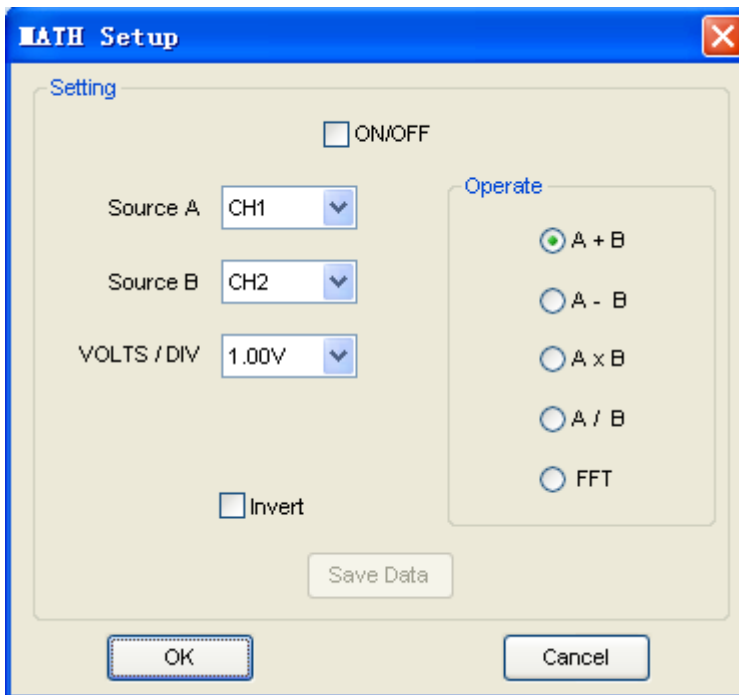 MATH Setup
Setting
ON/OFF
Source A CH1
Source B CH2
VOLTS / DIV 1.00V
Invert
Operate
A + B
A - B
A x B
A / B
FFT
Save Data
OK Cancel